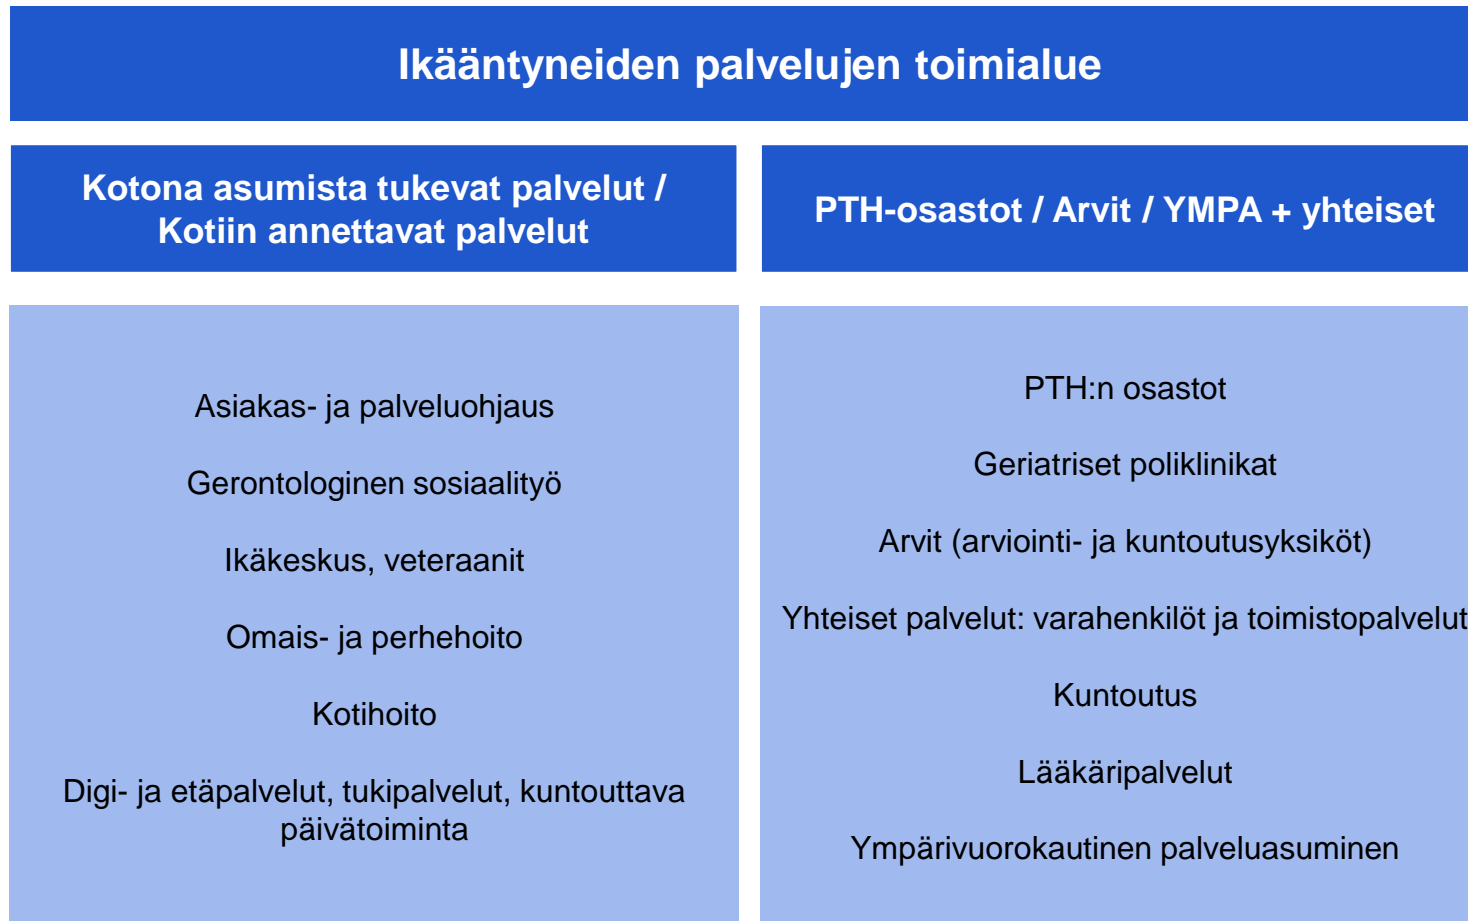 Ikääntyneiden palvelujen toimialue
Kotona asumista tukevat palvelut /
Kotiin annettavat palvelut
Asiakas- ja palveluohjaus
Gerontologinen sosiaalityö
Ikäkeskus, veteraanit
Omais- ja perhehoito
Kotihoito
Digi- ja etäpalvelut, tukipalvelut, kuntouttava
päivätoiminta
PTH-osastot / Arvit / YMPA + yhteiset
PTH:n osastot
Geriatriset poliklinikat
Arvit (arviointi- ja kuntoutusyksiköt)
Yhteiset palvelut: varahenkilöt ja toimistopalvelut
Kuntoutus
Lääkäripalvelut
Ympärivuorokautinen palveluasuminen